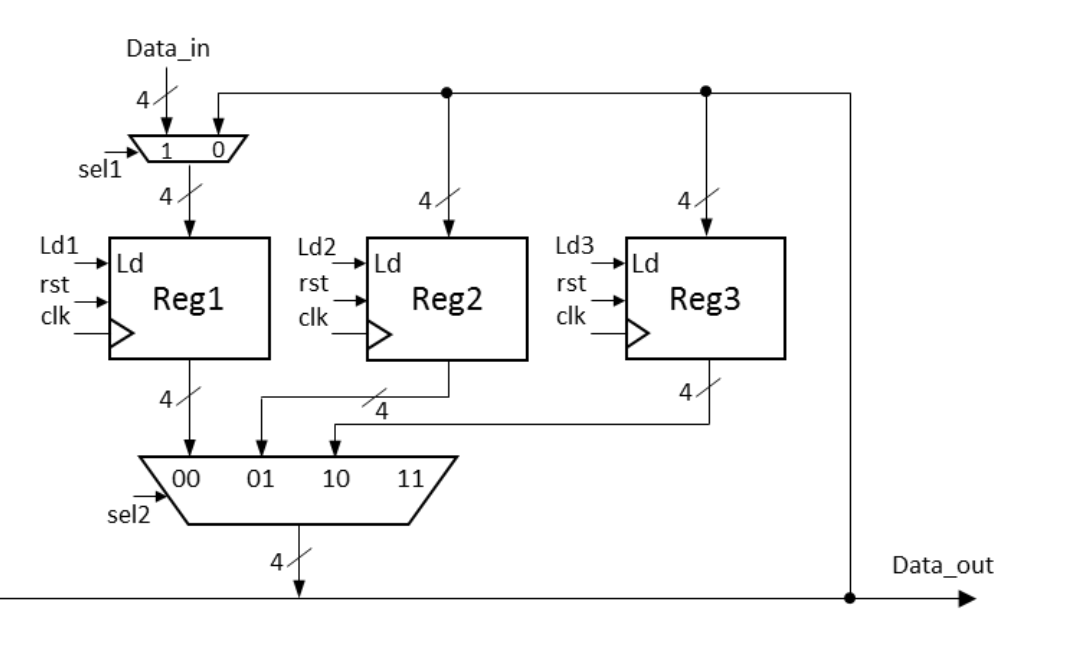 Data_in
4
1 0
sel1
4
4
4
Ld1
Ld
rst
Reg1
clk
Ld2
Ld
rst
Reg2
clk
Ld3
Ld
rst
Reg3
clk
4
4
4
00 01 10 11
sel2
4
Data_out